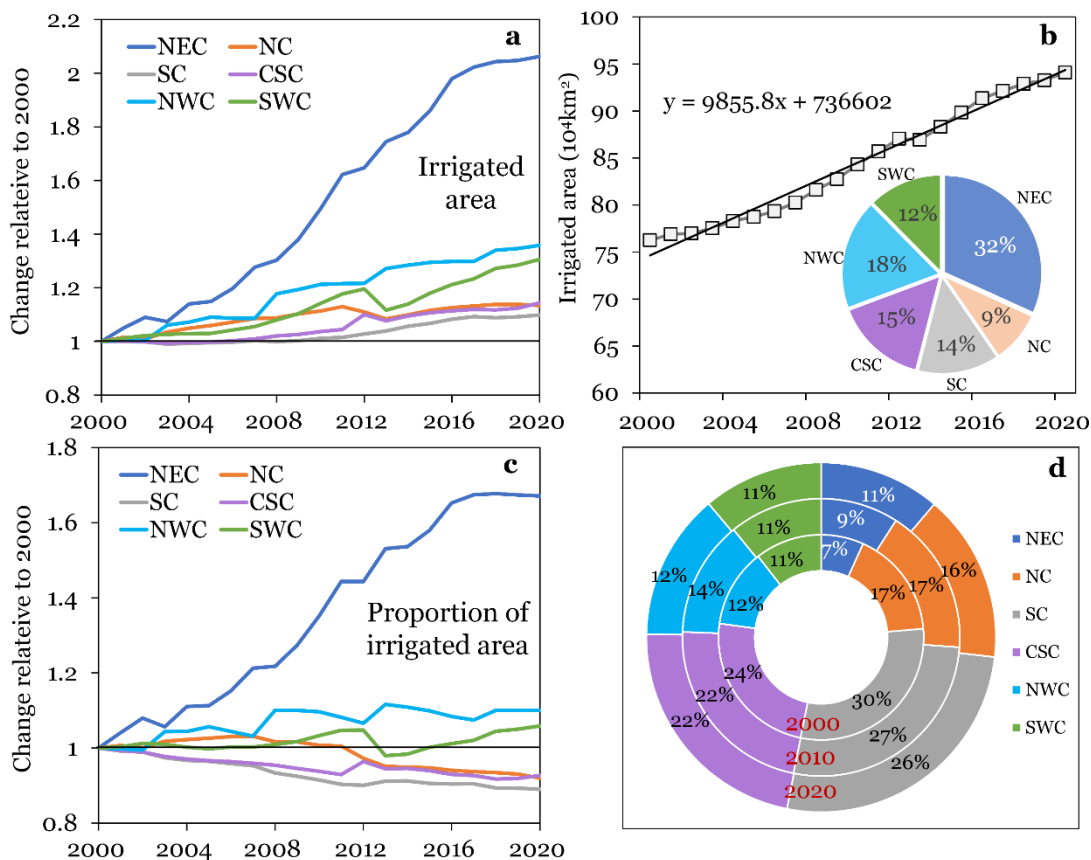 a
2.2
2
1.8
1.6
1.4
1.2
1
0.8
Change relateive to 2000
NEC NC
SC CSC
NWC SWC
Irrigated
area
2000 2004 2008 2012 2016 2020
b
100
95
90
85
80
75
70
65
60
Irrigated area (10⁴km²)
y = 9855.8x + 736602
SWC
12%
NEC
32%
NWC
18%
CSC
15%
SC
14%
NC
9%
2000 2004 2008 2012 2016 2020
c
1.8
1.6
1.4
1.2
1
0.8
Change relateive to 2000
NEC NC
SC CSC
NWC SWC
Proportion of
irrigated area
2000 2004 2008 2012 2016 2020
d
11% 11%
11% 9%
11% 7%
12% 14% 12% 17% 17% 16%
24% 30%
22% 27%
22% 26%
2000
2010
2020
NEC
NC
SC
CSC
NWC
SWC